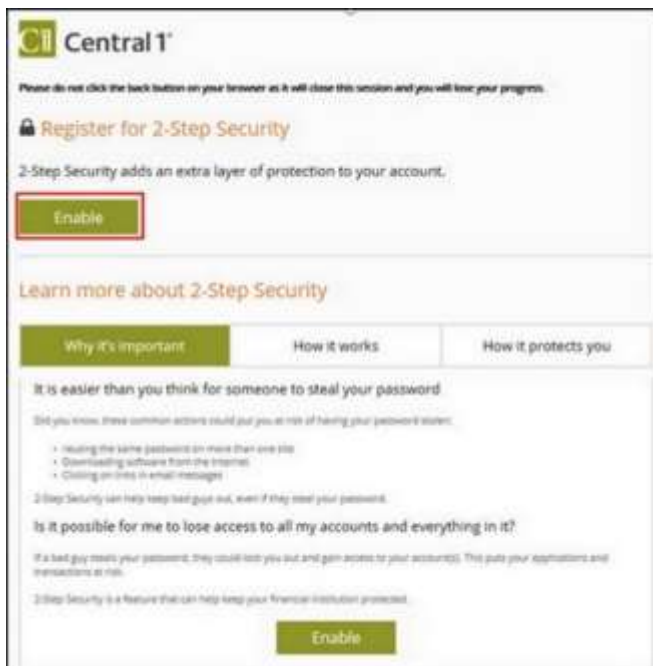 C1 Central 1
Please do not click the back button on your browser as it will close this session and you will lose your progress.
Register for 2-Step Security
2-Step Security adds an extra layer of protection to your account.
Enable
Learn more about 2-Step Security
Why it's important How it works How it protects you
It is easier than you think for someone to steal your password
Did you know, these common actions could put you at risk of having your password stolen:
• reusing the same password on more than one site
• Downloading software from the Internet
• Clicking on links in email messages
2-Step Security can help keep bad guys out, even if they steal your password.
Is it possible for me to lose access to all my accounts and everything in it?
If a bad guy steals your password, they could lock you out and gain access to your account(s). This puts your applications and
transactions at risk.
2-Step Security is a feature that can help keep your financial institution protected.
Enable